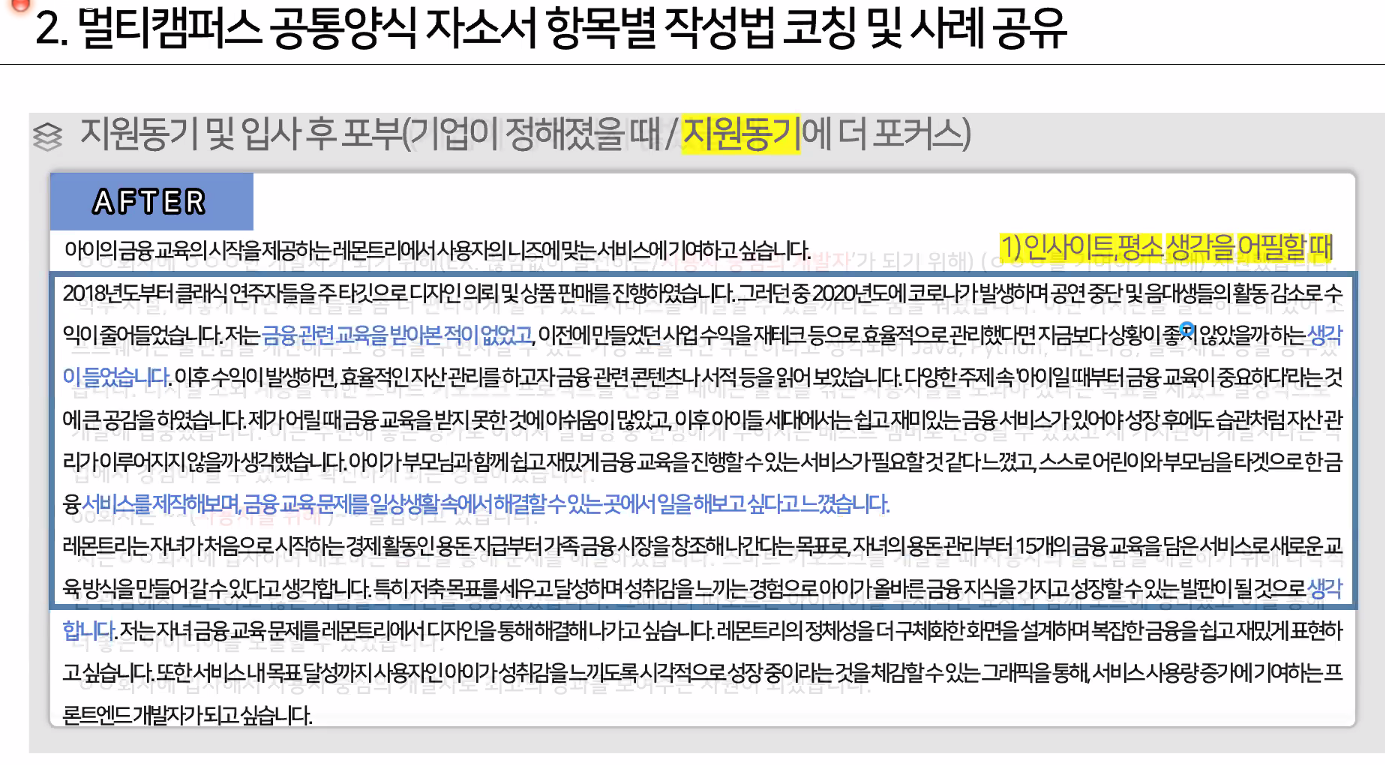 2. 멀티캠퍼스 공통양식 자소서 항목별 작성법 코칭 및 사례 공유
지원동기 및 입사 후 포부(기업이 정해졌을 때 / 지원동기에 더 포커스)
AFTER
1) 인사이트, 평소 생각을 어필할 때
아이의 금융 교육의 시작을 제공하는 레몬트리에서 사용자의 니즈에 맞는 서비스에 기여하고 싶습니다.
2018년도부터 클래식 연주자들을 주 타깃으로 디자인 의뢰 및 상품 판매를 진행하였습니다. 그러던 중 2020년도에 코로나가 발생하며 공연 중단 및 음대생들의 활동 감소로 수
익이 줄어들었습니다. 저는 금융 관련 교육을 받아본 적이 없었고, 이전에 만들었던 사업 수익을 재테크 등으로 효율적으로 관리했다면 지금보다 상황이 좋지 않았을까 하는 생각
이 들었습니다. 이후 수익이 발생하면, 효율적인 자산 관리를 하고자 금융 관련 콘텐츠나 서적 등을 읽어 보았습니다. 다양한 주제 속 '아이일 때부터 금융 교육이 중요하다'라는 것
에 큰 공감을 하였습니다. 제가 어릴 때 금융 교육을 받지 못한 것에 아쉬움이 많았고, 이후 아이들 세대에서는 쉽고 재미있는 금융 서비스가 있어야 성장 후에도 습관처럼 자산 관
리가 이루어지지 않을까 생각했습니다. 아이가 부모님과 함께 쉽고 재밌게 금융 교육을 진행할 수 있는 서비스가 필요할 것 같다 느꼈고, 스스로 어린이와 부모님을 타겟으로 한 금
융 서비스를 제작해보며, 금융 교육 문제를 일상생활 속에서 해결할 수 있는 곳에서 일을 해보고 싶다고 느꼈습니다.
레몬트리는 자녀가 처음으로 시작하는 경제 활동인 용돈 지급부터 가족 금융 시장을 창조해 나간다는 목표로, 자녀의 용돈 관리부터 15개의 금융 교육을 담은 서비스로 새로운 교
육 방식을 만들어 갈 수 있다고 생각합니다. 특히 저축 목표를 세우고 달성하며 성취감을 느끼는 경험으로 아이가 올바른 금융 지식을 가지고 성장할 수 있는 발판이 될 것으로 생각
합니다. 저는 자녀 금융 교육 문제를 레몬트리에서 디자인을 통해 해결해 나가고 싶습니다. 레몬트리의 정체성을 더 구체화한 화면을 설계하며 복잡한 금융을 쉽고 재밌게 표현하
고 싶습니다. 또한 서비스 내 목표 달성까지 사용자인 아이가 성취감을 느끼도록 시각적으로 성장 중이라는 것을 체감할 수 있는 그래픽을 통해, 서비스 사용량 증가에 기여하는 프
론트엔드 개발자가 되고 싶습니다.